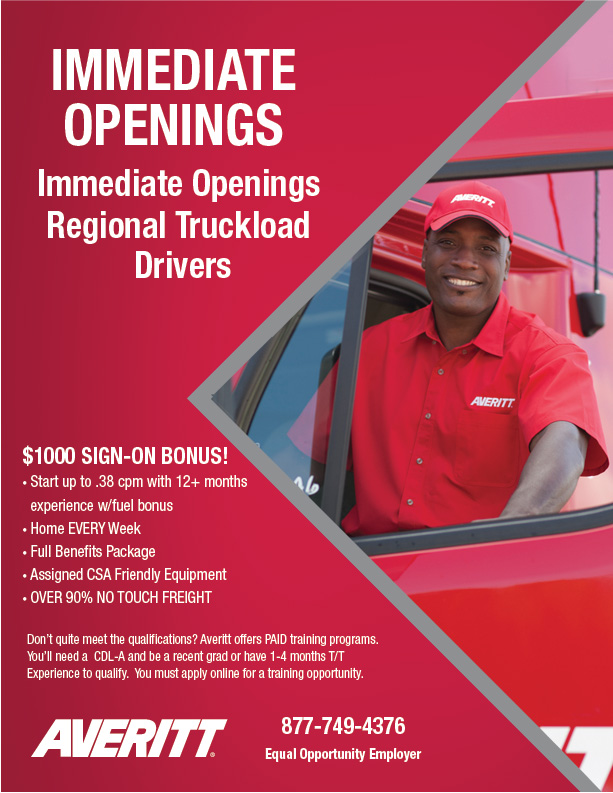 IMMEDIATE
OPENINGS
Immediate Openings
Regional Truckload
Drivers
AVERITT
AVERITT
$1000 SIGN-ON BONUS!
• Start up to .38 cpm with 12+ months
experience w/fuel bonus
• Home EVERY Week
• Full Benefits Package
• Assigned CSA Friendly Equipment
• OVER 90% NO TOUCH FREIGHT
Don't quite meet the qualifications? Averitt offers PAID training programs.
You'll need a CDL-A and be a recent grad or have 1-4 months T/T
Experience to qualify. You must apply online for a training opportunity.
AVERITT®
877-749-4376
Equal Opportunity Employer